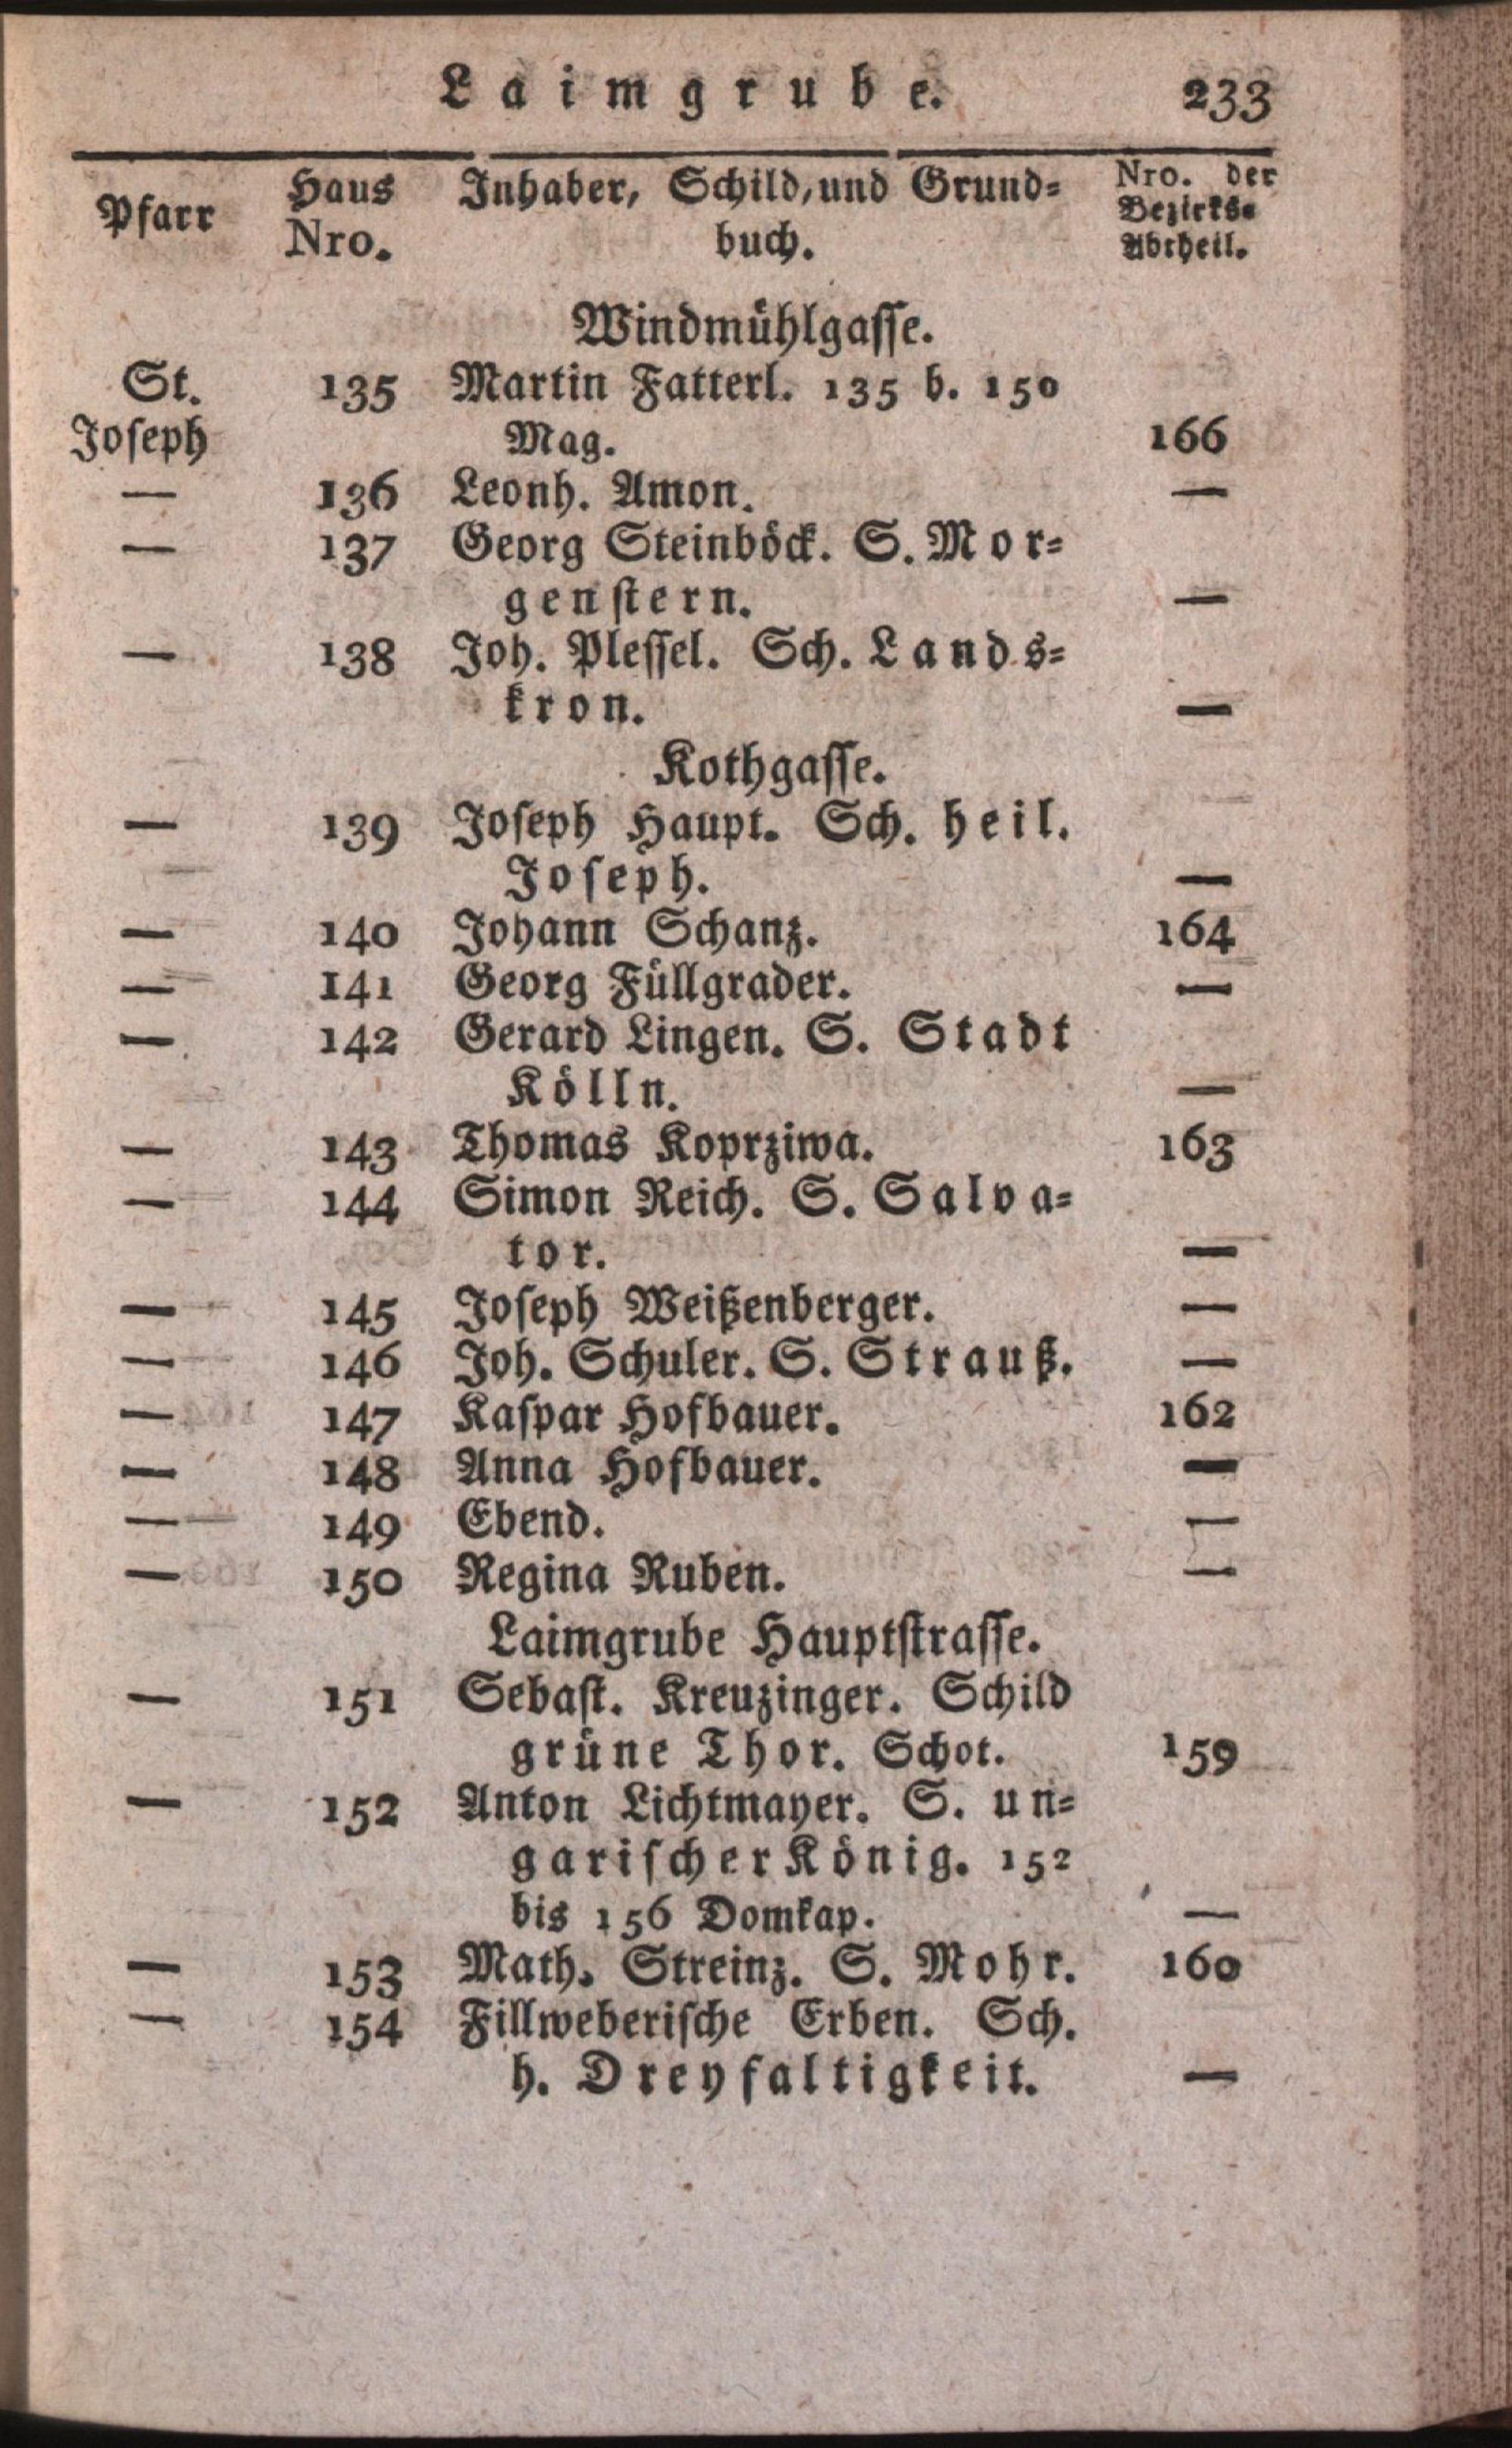 Laimgrube. 233
Pfarr Haus Nro. Inhaber, Schild, und Grund= buch. Nro. der Bezirks= Abtheil.
Windmühlgasse.
St. 135 Martin Fatterl. 135 b. 150
Joseph Mag. 166
— 136 Leonh. Amon. —
— 137 Georg Steinböck. S. Mor=
genstern. —
— 138 Joh. Plessel. Sch. Lands=
kron. —
Kothgasse.
— 139 Joseph Haupt. Sch. heil.
Joseph. —
— 140 Johann Schanz. 164
— 141 Georg Füllgrader. —
— 142 Gerard Lingen. S. Stadt
Kölln. —
— 143 Thomas Koprziwa. 163
— 144 Simon Reich. S. Salva=
tor. —
— 145 Joseph Weißenberger. —
— 146 Joh. Schuler. S. Strauß. —
— 147 Kaspar Hofbauer. 162
— 148 Anna Hofbauer. —
— 149 Ebend. —
— 150 Regina Ruben. —
Laimgrube Hauptstrasse.
— 151 Sebast. Kreuzinger. Schild
grüne Thor. Schot. 159
— 152 Anton Lichtmayer. S. un=
garischer König. 152
bis 156 Domkap. —
— 153 Math. Streinz. S. Mohr. 160
— 154 Fillweberische Erben. Sch.
h. Dreyfaltigkeit. —